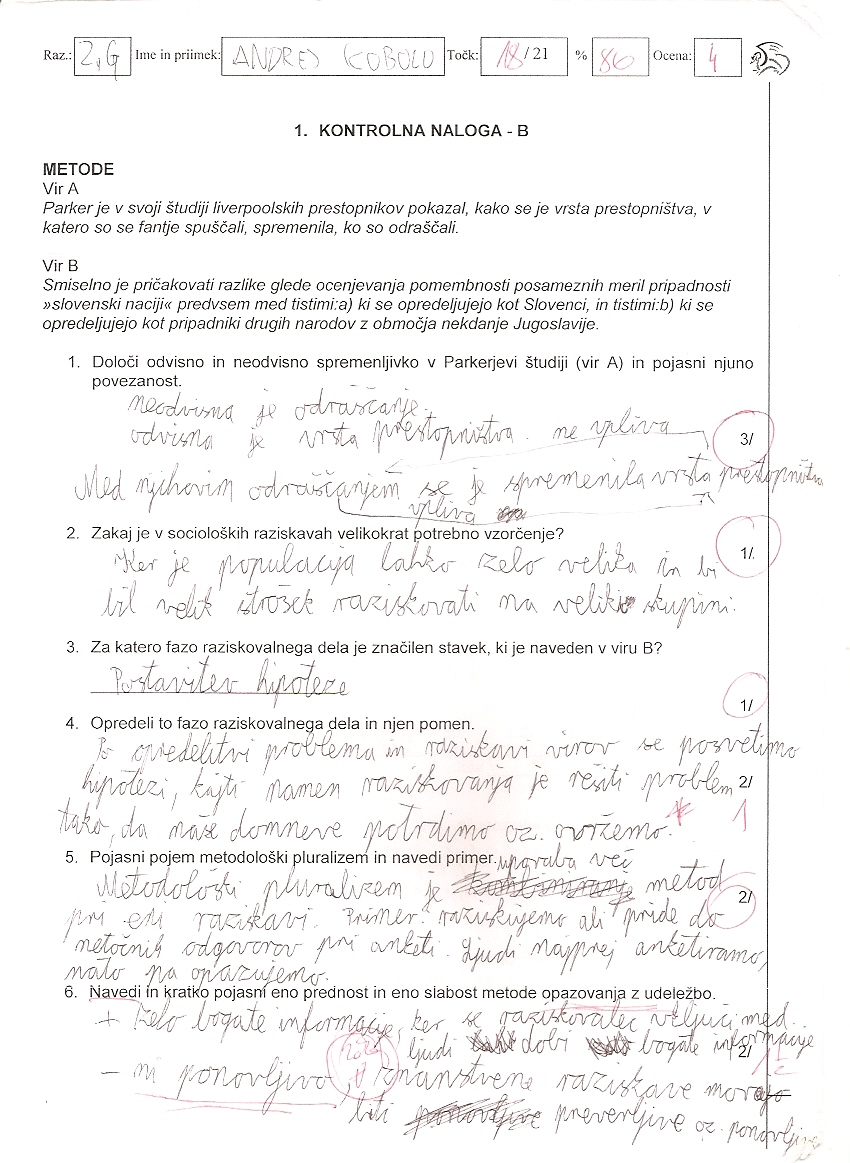 Raz.: 2.G Ime in priimek: ANDREJ KOBOLD Točk: 18 / 21 % 86 Ocena: 4
1. KONTROLNA NALOGA - B
METODE
Vir A
Parker je v svoji študiji liverpoolskih prestopnikov pokazal, kako se je vrsta prestopništva, v
katero so se fantje spuščali, spremenila, ko so odraščali.
Vir B
Smiselno je pričakovati razlike glede ocenjevanja pomembnosti posameznih meril pripadnosti
»slovenski naciji« predvsem med tistimi:a) ki se opredeljujejo kot Slovenci, in tistimi:b) ki se
opredeljujejo kot pripadniki drugih narodov z območja nekdanje Jugoslavije.
1. Določi odvisno in neodvisno spremenljivko v Parkerjevi študiji (vir A) in pojasni njuno
povezanost.
neodvisna je odraščanje.
odvisna je vrsta prestopništva. ne vpliva
3/
Med njihovim odraščanjem se je spremenila vrsta prestopništva
vpliva
2. Zakaj je v socioloških raziskavah velikokrat potrebno vzorčenje?
1/
Ker je populacija lahko zelo velika in bi
bil velik strošek raziskovati na veliki skupini.
3. Za katero fazo raziskovalnega dela je značilen stavek, ki je naveden v viru B?
Postavitev hipoteze
1/
4. Opredeli to fazo raziskovalnega dela in njen pomen.
Po opredelitvi problema in raziskavi virov se posvetimo
hipotezi, kajti namen raziskovanja je rešiti problem 2/
tako, da naše domneve potrdimo oz. ovržemo.* 1
5. Pojasni pojem metodološki pluralizem in navedi primer.
uporaba več
Metodološki pluralizem je metod
2/
pri eni raziskavi. Primer: raziskujemo ali pride do
netočnih odgovorov pri anketi. Ljudi najprej anketiramo,
nato pa opazujemo.
6. Navedi in kratko pojasni eno prednost in eno slabost metode opazovanja z udeležbo.
+ Zelo bogate informacije, ker se raziskovalec vključi med
ljudi dobi bogate informacije
2/
- ni ponovljivo, znanstvene raziskave morajo
biti preverljive oz. ponovljive